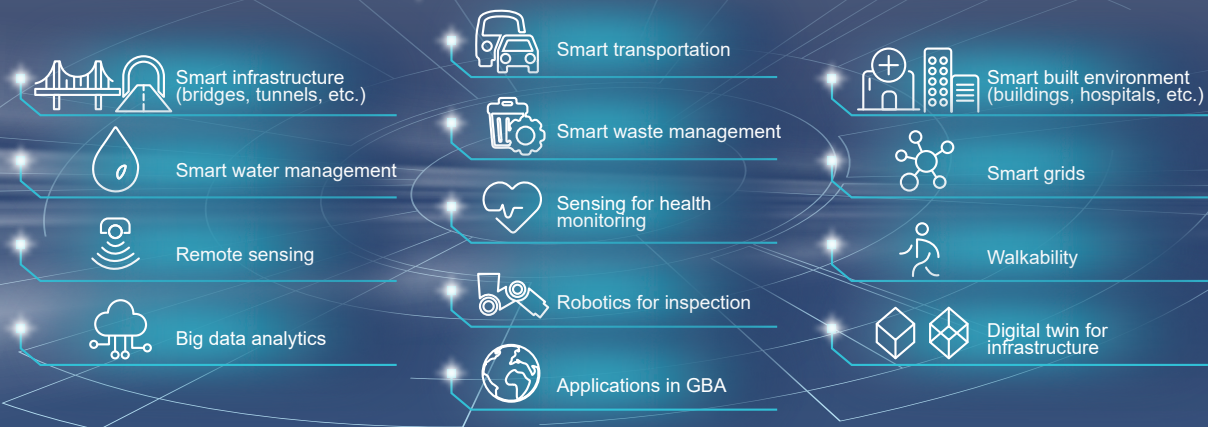 Smart infrastructure
(bridges, tunnels, etc.)
Smart water management
Remote sensing
Big data analytics
Smart transportation
Smart waste management
Sensing for health
monitoring
Robotics for inspection
Applications in GBA
Smart built environment
(buildings, hospitals, etc.)
Smart grids
Walkability
Digital twin for
infrastructure